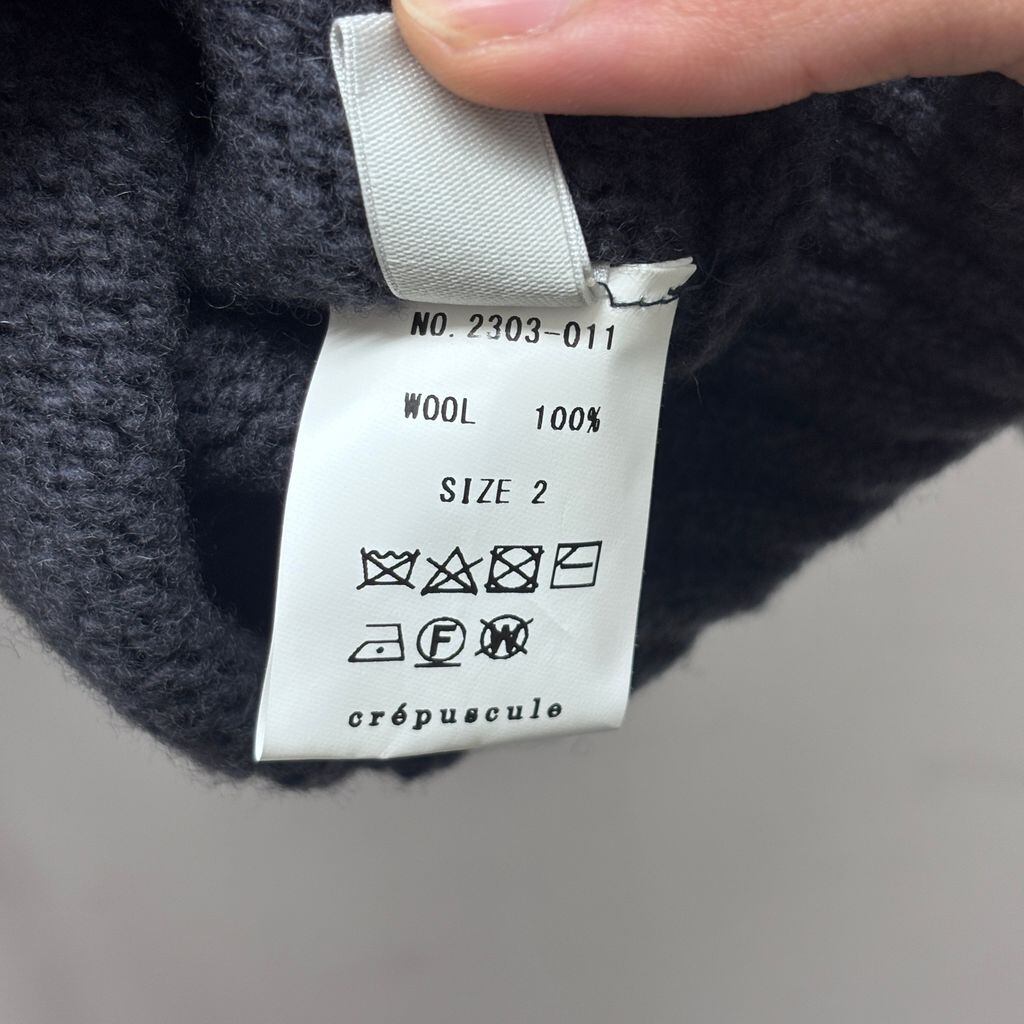 NO. 2303-011
WOOL 100%
SIZE 2
F W
crépuscule